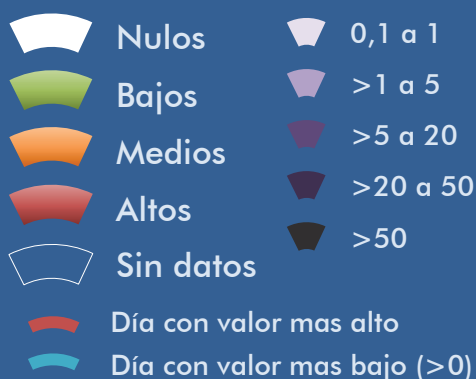 Nulos
Bajos
Medios
Altos
Sin datos
0,1 a 1
>1 a 5
>5 a 20
>20 a 50
>50
Día con valor mas alto
Día con valor mas bajo (>0)